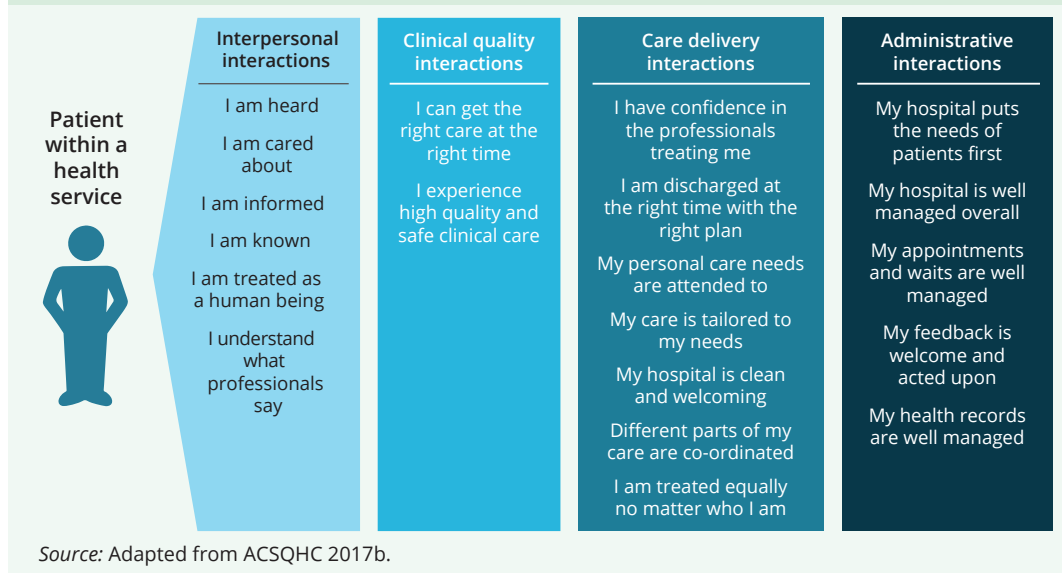 Patient
within a
health
service
Interpersonal
interactions
I am heard
I am cared
about
I am informed
I am known
I am treated as
a human being
I understand
what
professionals
say
Clinical quality
interactions
I can get the
right care at the
right time
I experience
high quality and
safe clinical care
Care delivery
interactions
I have confidence in
the professionals
treating me
I am discharged at
the right time with the
right plan
My personal care needs
are attended to
My care is tailored to
my needs
My hospital is clean
and welcoming
Different parts of my
care are co-ordinated
I am treated equally
no matter who I am
Administrative
interactions
My hospital puts
the needs of
patients first
My hospital is well
managed overall
My appointments
and waits are well
managed
My feedback is
welcome and
acted upon
My health records
are well managed
Source: Adapted from ACSQHC 2017b.